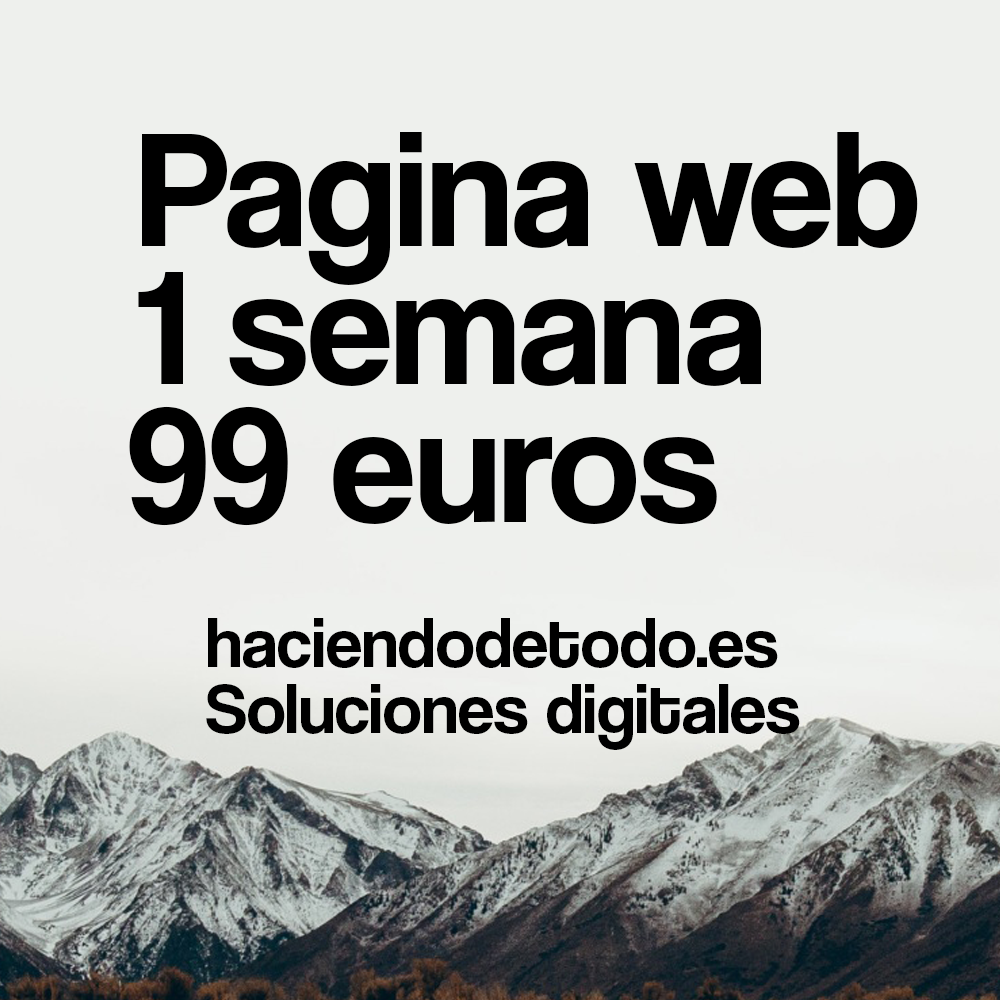 Pagina web
1 semana
99 euros
haciendodetodo.es
Soluciones digitales